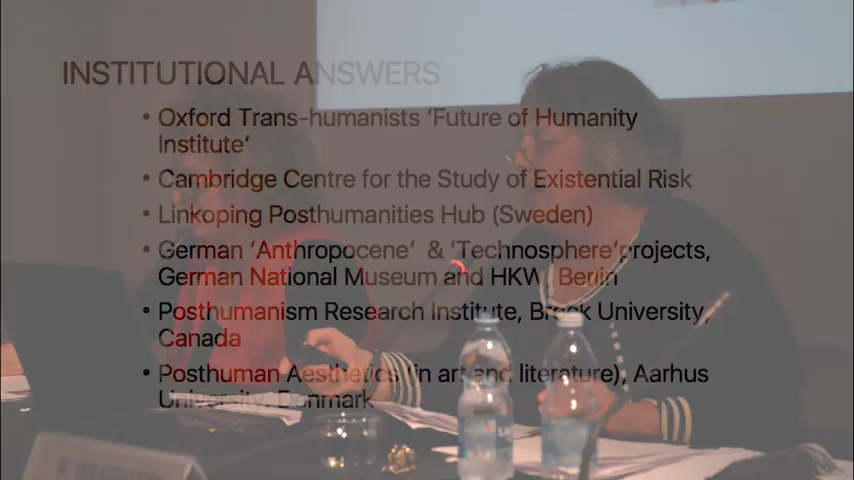 INSTITUTIONAL ANSWERS
• Oxford Trans-humanists ‘Future of Humanity
Institute’
• Cambridge Centre for the Study of Existential Risk
• Linkoping Posthumanities Hub (Sweden)
• German ‘Anthropocene’ & ‘Technosphere’projects,
German National Museum and HKW, Berlin
• Posthumanism Research Institute, Brock University,
Canada
• Posthuman Aesthetics (in art and literature), Aarhus
University, Denmark